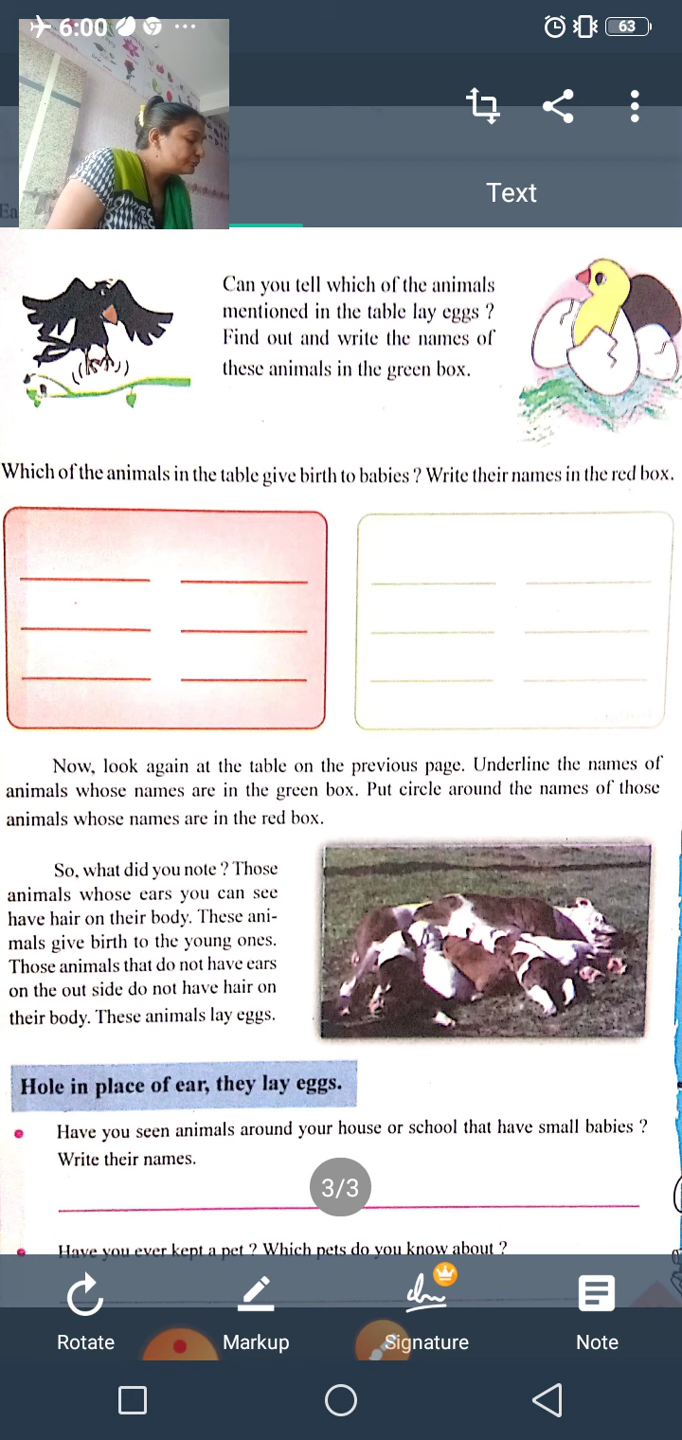 6:00
63
Text
Can you tell which of the animals
mentioned in the table lay eggs ?
Find out and write the names of
these animals in the green box.
Which of the animals in the table give birth to babies ? Write their names in the red box.
Now, look again at the table on the previous page. Underline the names of
animals whose names are in the green box. Put circle around the names of those
animals whose names are in the red box.
So, what did you note ? Those
animals whose ears you can see
have hair on their body. These ani-
mals give birth to the young ones.
Those animals that do not have ears
on the out side do not have hair on
their body. These animals lay eggs.
Hole in place of ear, they lay eggs.
Have you seen animals around your house or school that have small babies ?
Write their names.
3/3
Have you ever kept a pet ? Which pets do you know about ?
Rotate
Markup
Signature
Note